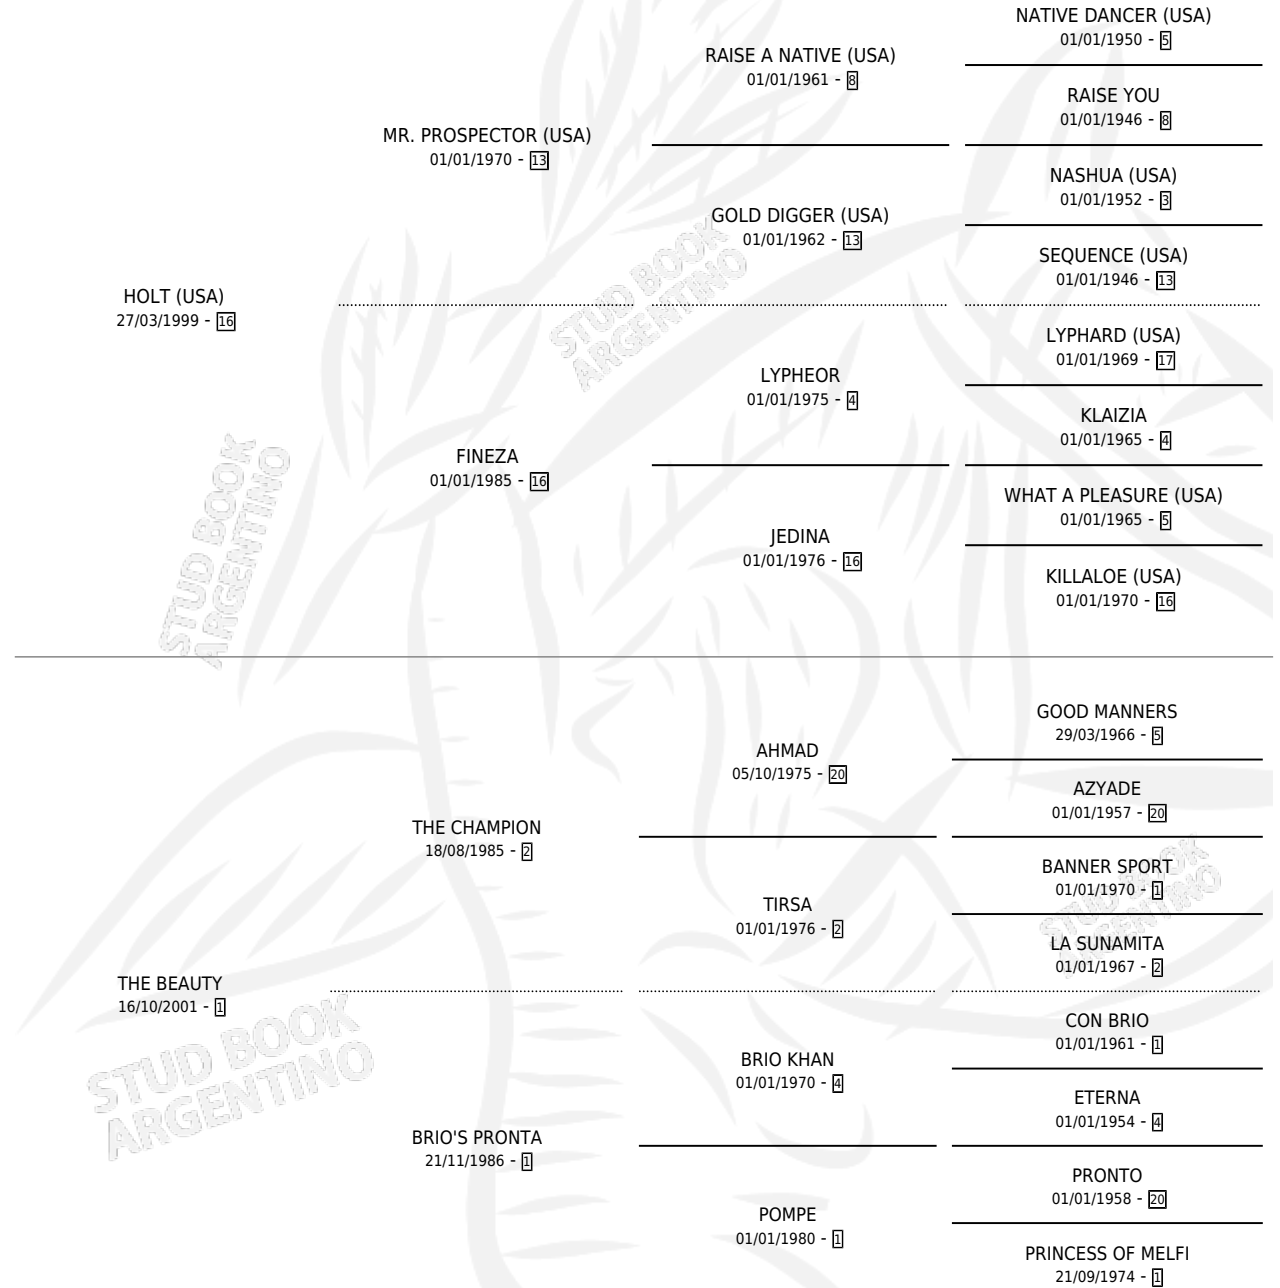 NATIVE DANCER (USA)
01/01/1950 - 5
RAISE A NATIVE (USA)
01/01/1961 - 8
RAISE YOU
01/01/1946 - 8
MR. PROSPECTOR (USA)
01/01/1970 - 13
NASHUA (USA)
01/01/1952 - 3
GOLD DIGGER (USA)
01/01/1962 - 13
SEQUENCE (USA)
01/01/1946 - 13
HOLT (USA)
27/03/1999 - 16
LYPHARD (USA)
01/01/1969 - 17
LYPHEOR
01/01/1975 - 4
KLAIZIA
01/01/1965 - 4
FINEZA
01/01/1985 - 16
WHAT A PLEASURE (USA)
01/01/1965 - 5
JEDINA
01/01/1976 - 16
KILLALOE (USA)
01/01/1970 - 16
STUD BOOK
ARGENTINO
STUD BOOK
ARGENTINO
GOOD MANNERS
29/03/1966 - 5
AHMAD
05/10/1975 - 20
AZYADE
01/01/1957 - 20
THE CHAMPION
18/08/1985 - 2
BANNER SPORT
01/01/1970 - 1
TIRSA
01/01/1976 - 2
LA SUNAMITA
01/01/1967 - 2
STUD BOOK
ARGENTINO
THE BEAUTY
16/10/2001 - 1
CON BRIO
01/01/1961 - 1
BRIO KHAN
01/01/1970 - 4
ETERNA
01/01/1954 - 4
BRIO'S PRONTA
21/11/1986 - 1
PRONTO
01/01/1958 - 20
POMPE
01/01/1980 - 1
PRINCESS OF MELFI
21/09/1974 - 1
STUD BOOK
ARGENTINO